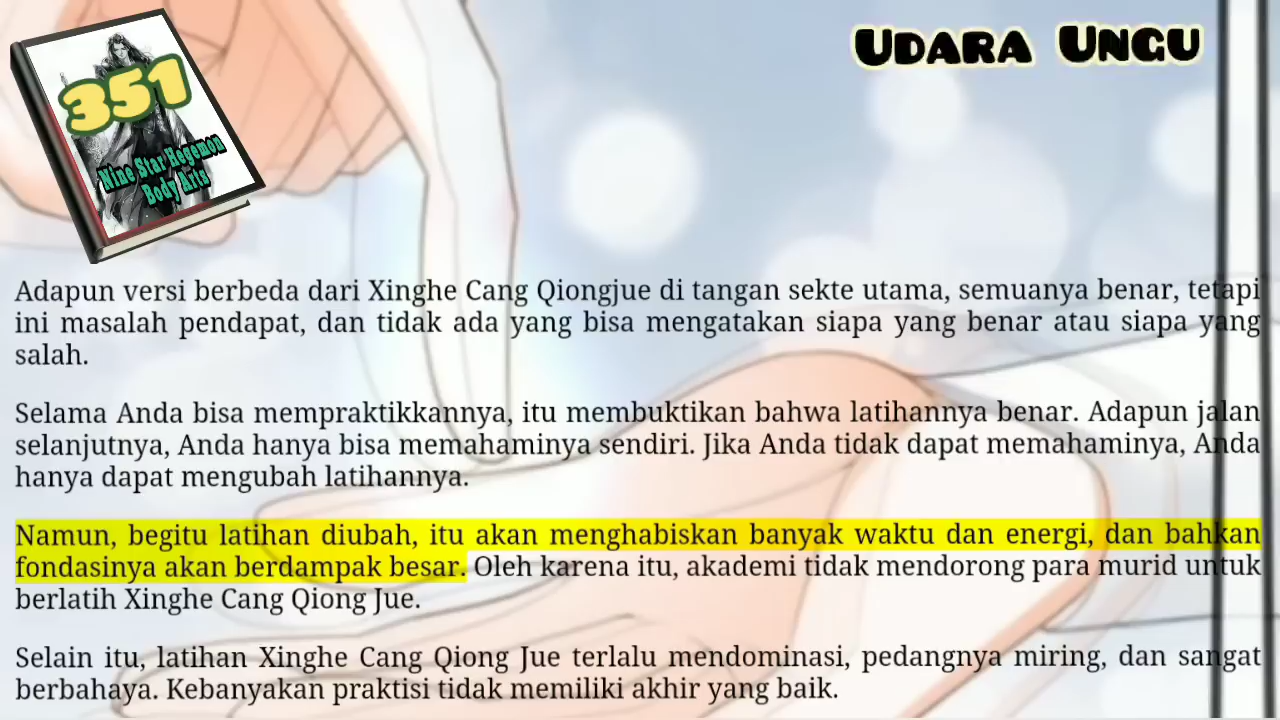 Udara Ungu
351
Nine Star Hegemon
Body Arts
Adapun versi berbeda dari Xinghe Cang Qiongjue di tangan sekte utama, semuanya benar, tetapi
ini masalah pendapat, dan tidak ada yang bisa mengatakan siapa yang benar atau siapa yang
salah.
Selama Anda bisa mempraktikkannya, itu membuktikan bahwa latihannya benar. Adapun jalan
selanjutnya, Anda hanya bisa memahaminya sendiri. Jika Anda tidak dapat memahaminya, Anda
hanya dapat mengubah latihannya.
Namun, begitu latihan diubah, itu akan menghabiskan banyak waktu dan energi, dan bahkan
fondasinya akan berdampak besar. Oleh karena itu, akademi tidak mendorong para murid untuk
berlatih Xinghe Cang Qiong Jue.
Selain itu, latihan Xinghe Cang Qiong Jue terlalu mendominasi, pedangnya miring, dan sangat
berbahaya. Kebanyakan praktisi tidak memiliki akhir yang baik.